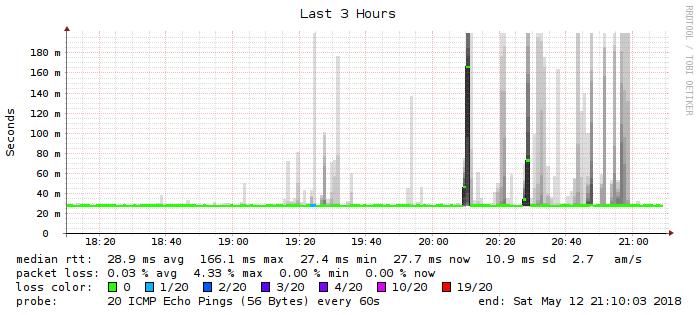 Last 3 Hours
RRDTOOL / TOBI OETIKER
Seconds
180 m
160 m
140 m
120 m
100 m
80 m
60 m
40 m
20 m
0
18:20 18:40 19:00 19:20 19:40 20:00 20:20 20:40 21:00
median rtt: 28.9 ms avg 166.1 ms max 27.4 ms min 27.7 ms now 10.9 ms sd 2.7 am/s
packet loss: 0.03 % avg 4.33 % max 0.00 % min 0.00 % now
loss color: 0 1/20 2/20 3/20 4/20 10/20 19/20
probe: 20 ICMP Echo Pings (56 Bytes) every 60s end: Sat May 12 21:10:03 2018